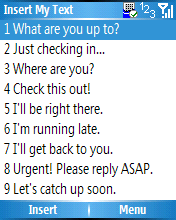 Insert My Text 123
1 What are you up to?
2 Just checking in...
3 Where are you?
4 Check this out!
5 I'll be right there.
6 I'm running late.
7 I'll get back to you.
8 Urgent! Please reply ASAP.
9 Let's catch up soon.
Insert Menu